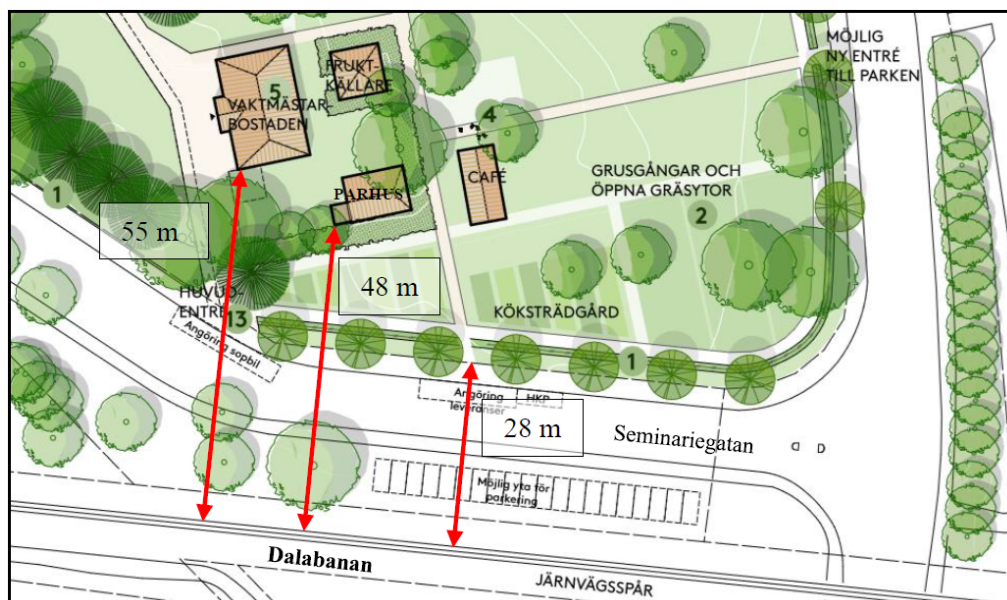 MÖJLIG
NY ENTRÉ
TILL PARKEN
FRUKT-
KÄLLARE
5
VAKTMÄSTAR-
BOSTADEN
4
CAFÉ
GRUSGÅNGAR OCH
ÖPPNA GRÄSYTOR
2
PARHUS
1
55 m
48 m
HUVUD-
ENTRÉ
13
KÖKSTRÄDGÅRD
Angöring sopbil
1
Angöring
leveranser
HKP
28 m
Seminariegatan
Möjlig yta för
parkering
Dalabanan
JÄRNVÄGSSPÅR